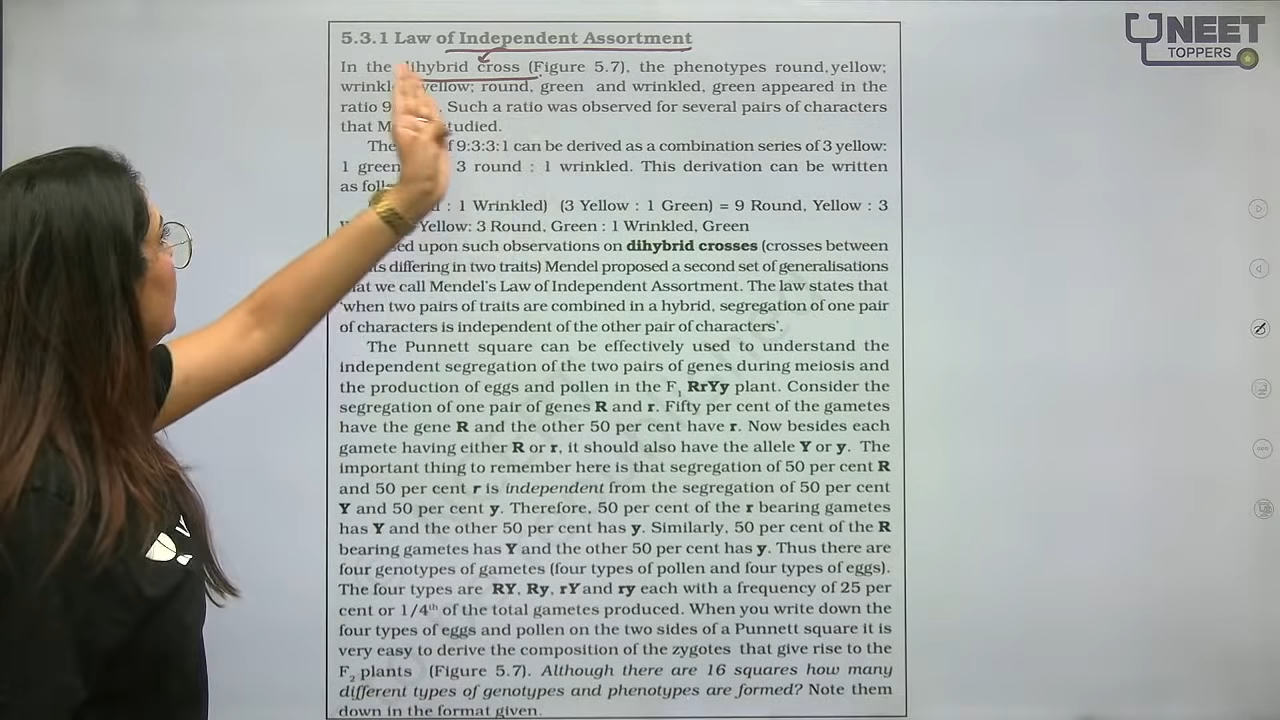 NEET
TOPPERS
5.3.1 Law of Independent Assortment
In the dihybrid cross (Figure 5.7), the phenotypes round, yellow;
yellow; round, green and wrinkled, green appeared in the
ratio 9 Such a ratio was observed for several pairs of characters
that
The 9:3:3:1 can be derived as a combination series of 3 yellow:
1 green 3 round : 1 wrinkled. This derivation can be written
as
: 1 Wrinkled) (3 Yellow : 1 Green) = 9 Round, Yellow : 3
Yellow: 3 Round, Green : 1 Wrinkled, Green
upon such observations on dihybrid crosses (crosses between
differing in two traits) Mendel proposed a second set of generalisations
we call Mendel's Law of Independent Assortment. The law states that
'when two pairs of traits are combined in a hybrid, segregation of one pair
of characters is independent of the other pair of characters'.
The Punnett square can be effectively used to understand the
independent segregation of the two pairs of genes during meiosis and
the production of eggs and pollen in the F1 RrYy plant. Consider the
segregation of one pair of genes R and r. Fifty per cent of the gametes
have the gene R and the other 50 per cent have r. Now besides each
gamete having either R or r, it should also have the allele Y or y. The
important thing to remember here is that segregation of 50 per cent R
and 50 per cent r is independent from the segregation of 50 per cent
Y and 50 per cent y. Therefore, 50 per cent of the r bearing gametes
has Y and the other 50 per cent has y. Similarly, 50 per cent of the R
bearing gametes has Y and the other 50 per cent has y. Thus there are
four genotypes of gametes (four types of pollen and four types of eggs).
The four types are RY, Ry, rY and ry each with a frequency of 25 per
cent or 1/4th of the total gametes produced. When you write down the
four types of eggs and pollen on the two sides of a Punnett square it is
very easy to derive the composition of the zygotes that give rise to the
F2 plants (Figure 5.7). Although there are 16 squares how many
different types of genotypes and phenotypes are formed? Note them
down in the format given.